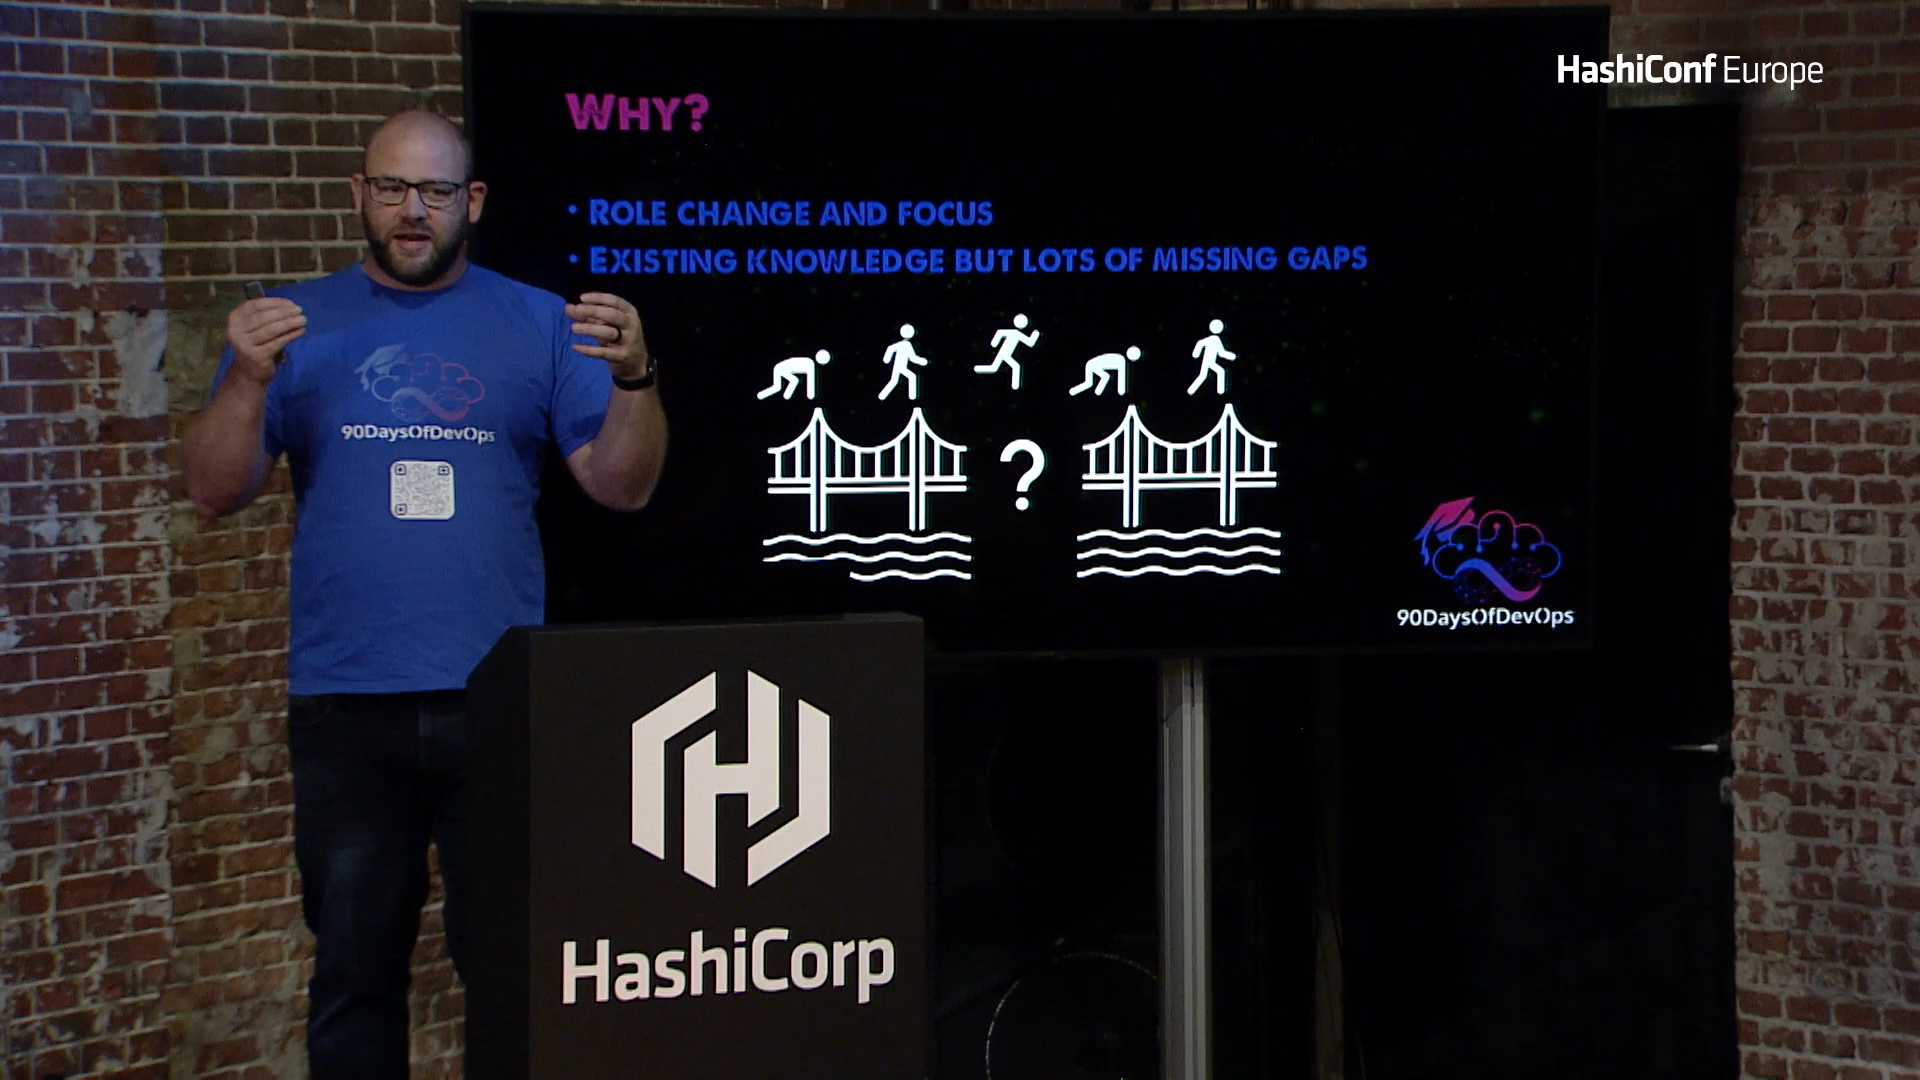 HashiConf Europe
WHY?
• ROLE CHANGE AND FOCUS
• EXISTING KNOWLEDGE BUT LOTS OF MISSING GAPS
?
90DaysOfDevOps
90DaysOfDevOps
HashiCorp